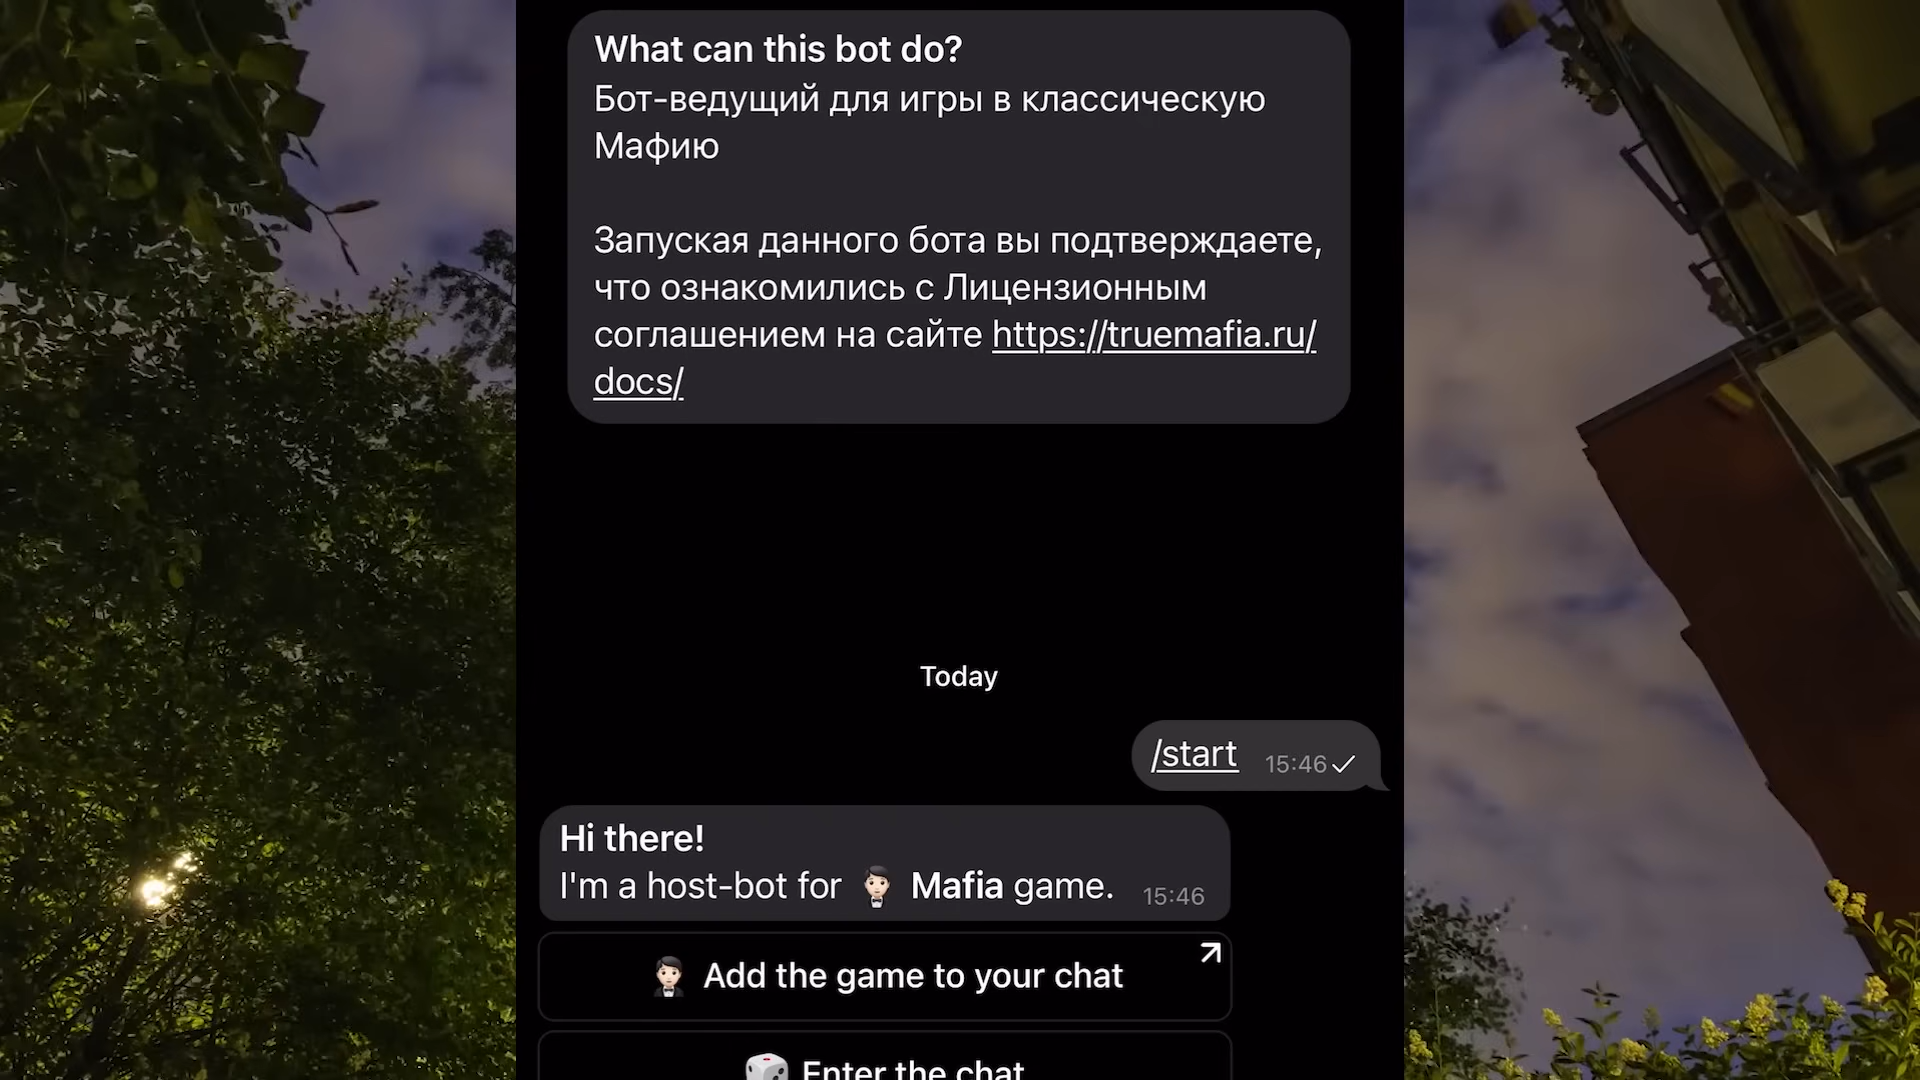 What can this bot do?
Бот-ведущий для игры в классическую
Мафию
Запуская данного бота вы подтверждаете,
что ознакомились с Лицензионным
соглашением на сайте https://truemafia.ru/
docs/
Today
/start 15:46
Hi there!
I'm a host-bot for Mafia game. 15:46
Add the game to your chat
Enter the chat